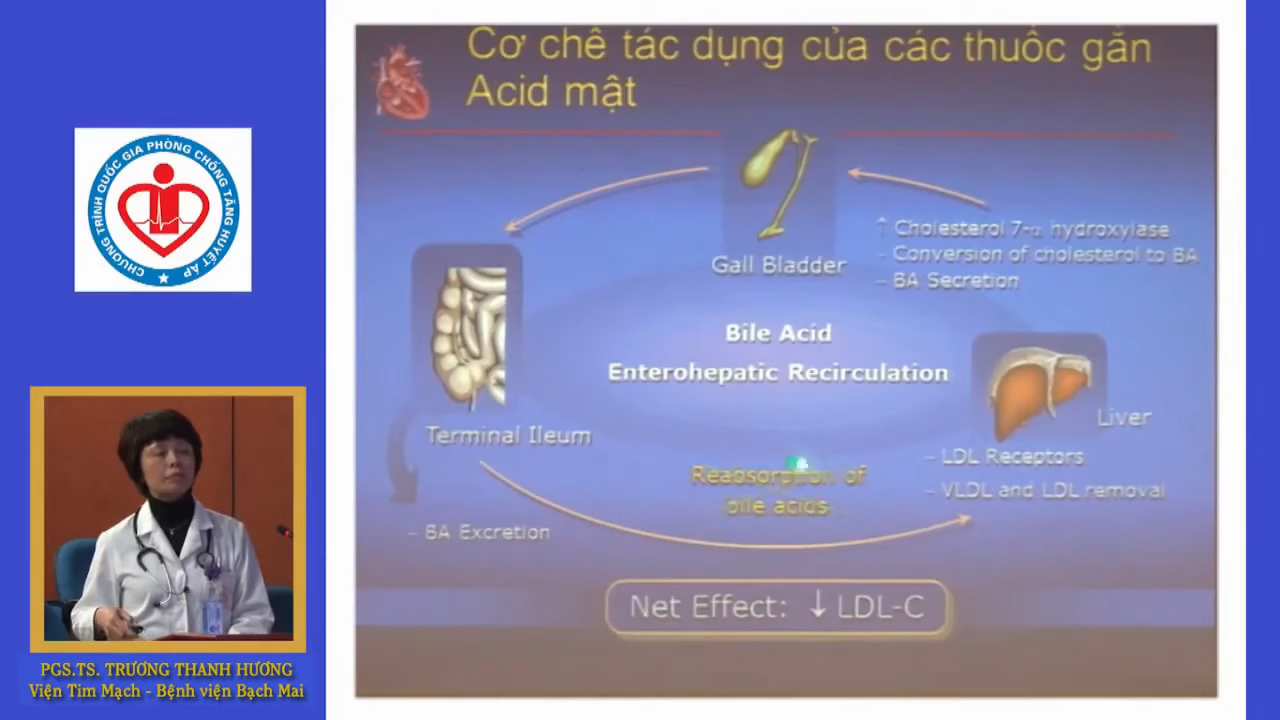 Cơ chế tác dụng của các thuốc gắn
Acid mật
CHƯƠNG TRÌNH QUỐC GIA PHÒNG CHỐNG TĂNG HUYẾT ÁP
Gall Bladder
↑ Cholesterol 7-α hydroxylase
– Conversion of cholesterol to BA
– BA Secretion
Bile Acid
Enterohepatic Recirculation
Liver
Terminal Ileum
– LDL Receptors
– VLDL and LDL removal
Reabsorption of
bile acids
– BA Excretion
Net Effect: ↓ LDL-C
PGS.TS. TRƯƠNG THANH HƯƠNG
Viện Tim Mạch - Bệnh viện Bạch Mai